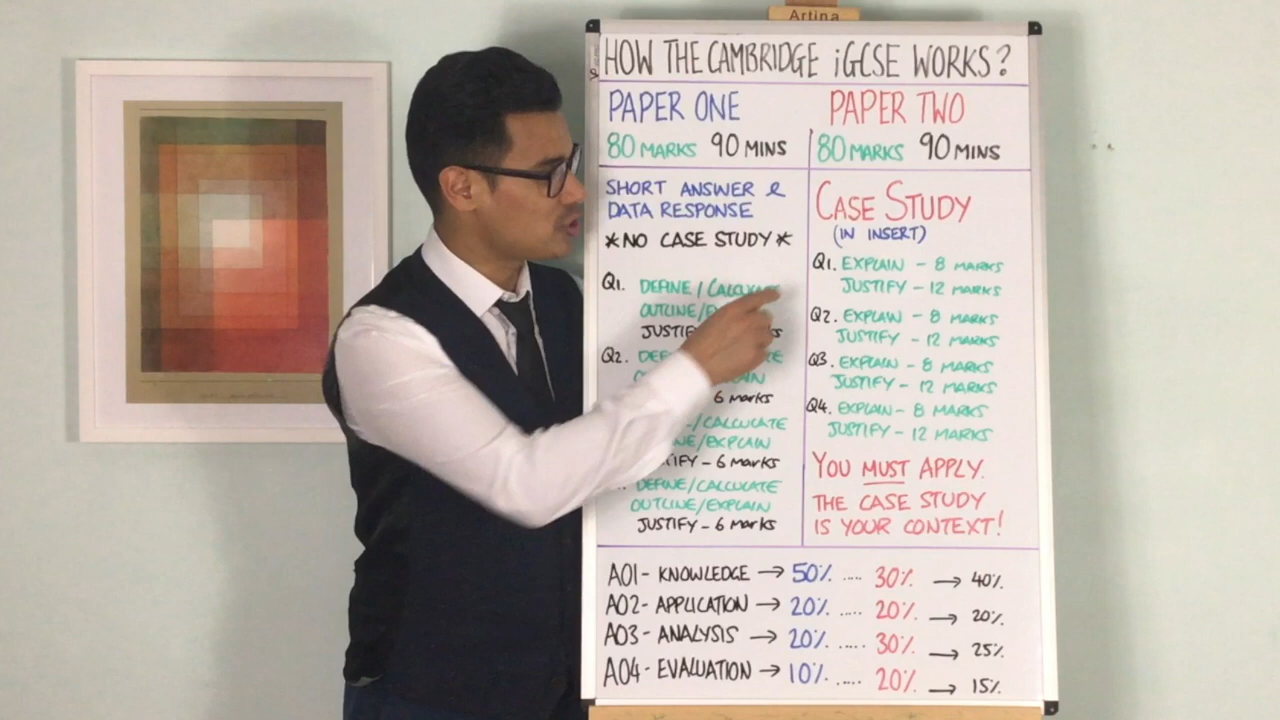 Artina
HOW THE CAMBRIDGE iGCSE WORKS?
PAPER ONE
80 MARKS 90 MINS
SHORT ANSWER &
DATA RESPONSE
*NO CASE STUDY*
Q1. DEFINE /
OUTLINE/
Q2.
6 marks
/CALCULATE
/EXPLAIN
– 6 marks
DEFINE/CALCULATE
OUTLINE/EXPLAIN
JUSTIFY – 6 marks
PAPER TWO
80 MARKS 90 MINS
CASE STUDY
(IN INSERT)
Q1. EXPLAIN – 8 MARKS
JUSTIFY – 12 MARKS
Q2. EXPLAIN – 8 MARKS
JUSTIFY – 12 MARKS
Q3. EXPLAIN – 8 MARKS
JUSTIFY – 12 MARKS
Q4. EXPLAIN – 8 MARKS
JUSTIFY – 12 MARKS
YOU MUST APPLY.
THE CASE STUDY
IS YOUR CONTEXT!
AO1 - KNOWLEDGE → 50% ..... 30% → 40%
AO2 - APPLICATION → 20% ..... 20% → 20%
AO3 - ANALYSIS → 20% ..... 30% → 25%
AO4 - EVALUATION → 10% ..... 20% → 15%